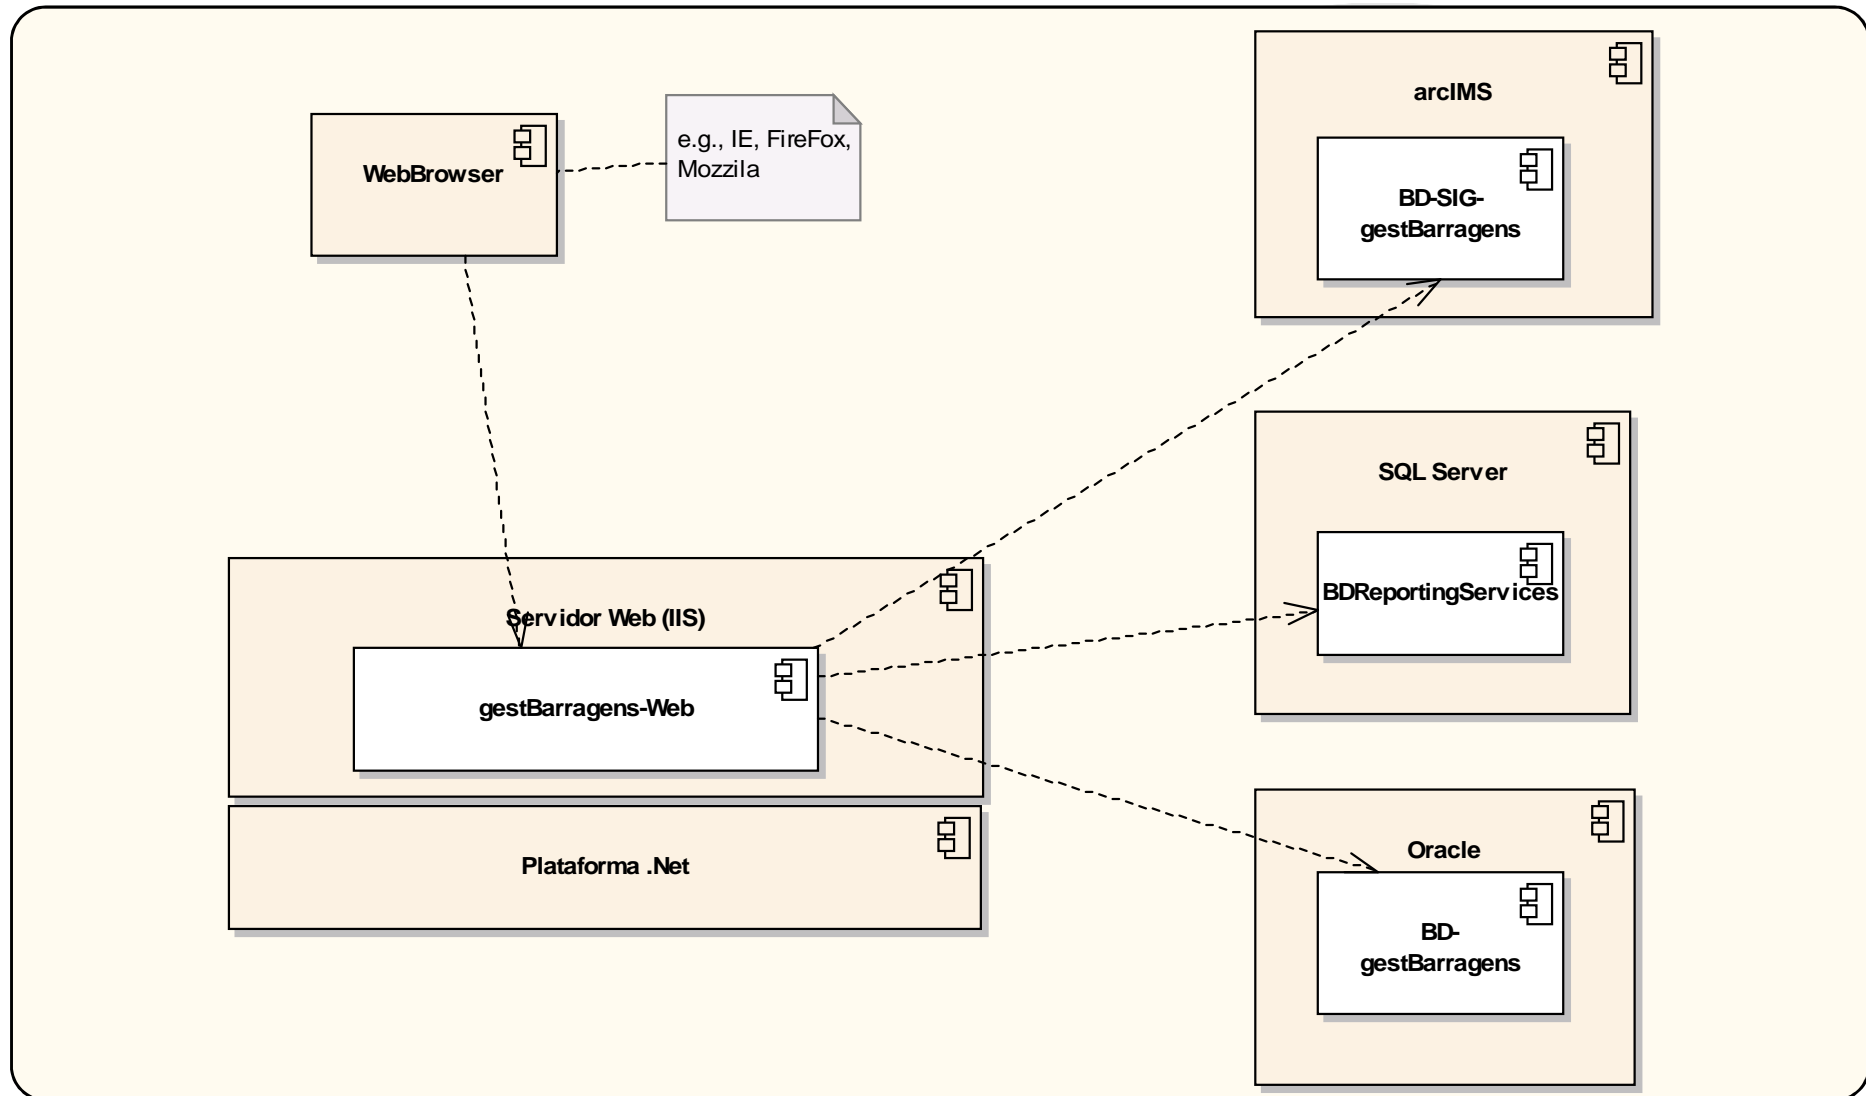 WebBrowser
e.g., IE, FireFox,
Mozzila
arcIMS
BD-SIG-
gestBarragens
SQL Server
BDReportingServices
Servidor Web (IIS)
gestBarragens-Web
Plataforma .Net
Oracle
BD-
gestBarragens